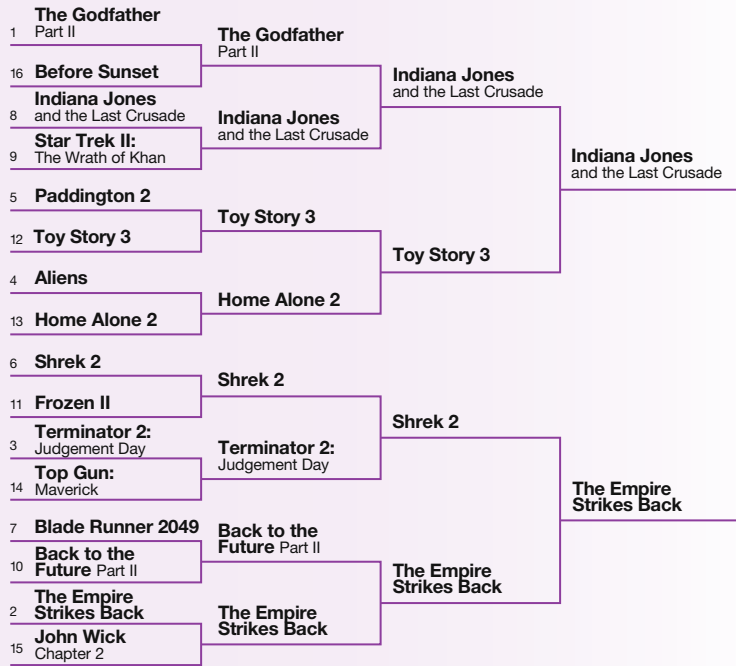 The Godfather
1 Part II
16 Before Sunset
Indiana Jones
8 and the Last Crusade
Star Trek II:
9 The Wrath of Khan
5 Paddington 2
12 Toy Story 3
4 Aliens
13 Home Alone 2
6 Shrek 2
11 Frozen II
Terminator 2:
3 Judgement Day
Top Gun:
14 Maverick
7 Blade Runner 2049
Back to the
10 Future Part II
The Empire
2 Strikes Back
John Wick
15 Chapter 2
The Godfather
Part II
Indiana Jones
and the Last Crusade
Toy Story 3
Home Alone 2
Shrek 2
Terminator 2:
Judgement Day
Back to the
Future Part II
The Empire
Strikes Back
Indiana Jones
and the Last Crusade
Toy Story 3
Shrek 2
The Empire
Strikes Back
Indiana Jones
and the Last Crusade
The Empire
Strikes Back